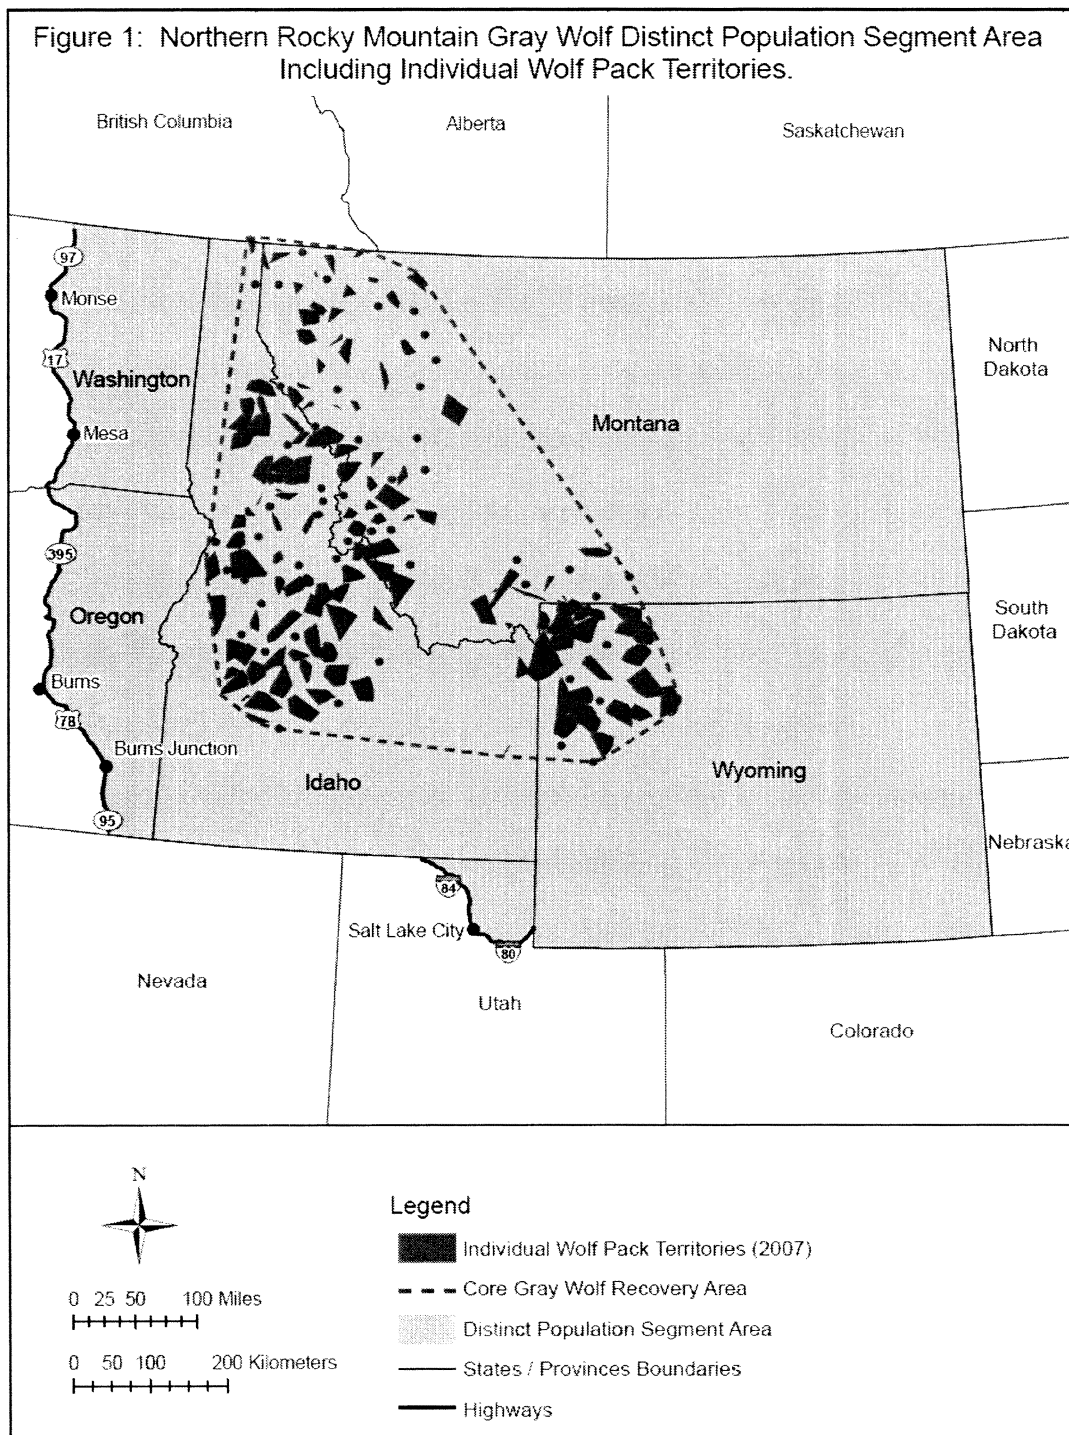 Figure 1: Northern Rocky Mountain Gray Wolf Distinct Population Segment Area
Including Individual Wolf Pack Territories.
British Columbia
Alberta
Saskatchewan
97
Monse
17
Washington
Mesa
Montana
North
Dakota
395
Oregon
South
Dakota
Burns
78
Burns Junction
Idaho
Wyoming
95
Nebraska
84
Salt Lake City
80
Nevada
Utah
Colorado
N
Legend
Individual Wolf Pack Territories (2007)
0 25 50 100 Miles
Core Gray Wolf Recovery Area
Distinct Population Segment Area
0 50 100 200 Kilometers
States / Provinces Boundaries
Highways